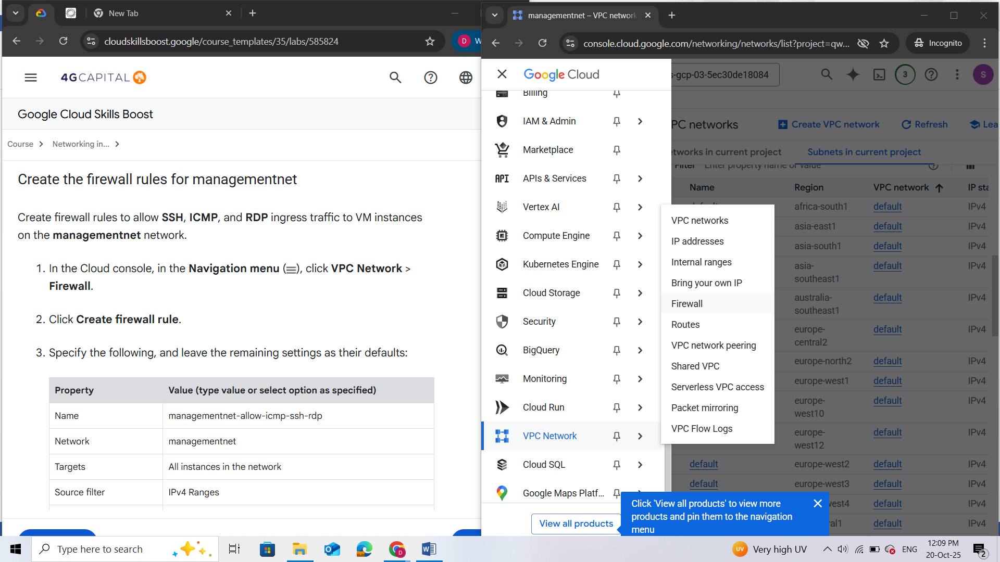 New Tab
cloudskillsboost.google/course_templates/35/labs/585824
D W
4GCAPITAL
Google Cloud Skills Boost
Course
Networking in...
Create the firewall rules for managementnet
Create firewall rules to allow SSH, ICMP, and RDP ingress traffic to VM instances
on the managementnet network.
1. In the Cloud console, in the Navigation menu (), click VPC Network >
Firewall.
2. Click Create firewall rule.
3. Specify the following, and leave the remaining settings as their defaults:
Property Value (type value or select option as specified)
Name managementnet-allow-icmp-ssh-rdp
Network managementnet
Targets All instances in the network
Source filter IPv4 Ranges
managementnet – VPC network
console.cloud.google.com/networking/networks/list?project=qw...
Incognito
Google Cloud
s-gcp-03-5ec30de18084
3
S
Billing
IAM & Admin
Marketplace
API APIs & Services
Vertex AI
Compute Engine
Kubernetes Engine
Cloud Storage
Security
BigQuery
Monitoring
Cloud Run
VPC Network
Cloud SQL
Google Maps Platf...
View all products
VPC networks
IP addresses
Internal ranges
Bring your own IP
Firewall
Routes
VPC network peering
Shared VPC
Serverless VPC access
Packet mirroring
VPC Flow Logs
PC networks
Create VPC network
Refresh
Lea
etworks in current project
Subnets in current project
Filter Enter property name or value
Name Region VPC network IP sta
default africa-south1 default IPv4
asia-east1 default IPv4
asia-south1 default IPv4
asia-
southeast1 default IPv4
australia-
southeast1 default IPv4
europe-
central2 default IPv4
europe-north2 default IPv4
europe-west1 default IPv4
europe-
west10 default IPv4
europe-
west12 default IPv4
default europe-west2 default IPv4
default europe-west3 default IPv4
west4 default IPv4
ral1 default IPv4
Click 'View all products' to view more
products and pin them to the navigation
menu
Type here to search
UV Very high UV
ENG
12:09 PM
20-Oct-25
2